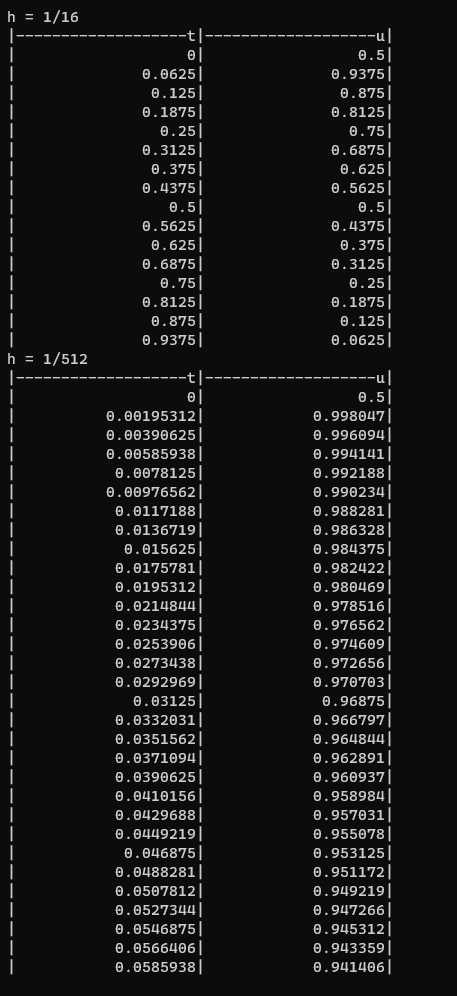 h = 1/16
|-------------------t|------------------u|
|                   0|                 0.5|
|              0.0625|              0.9375|
|               0.125|               0.875|
|              0.1875|              0.8125|
|                0.25|                0.75|
|              0.3125|              0.6875|
|               0.375|               0.625|
|              0.4375|              0.5625|
|                 0.5|                 0.5|
|              0.5625|              0.4375|
|               0.625|               0.375|
|              0.6875|              0.3125|
|                0.75|                0.25|
|              0.8125|              0.1875|
|               0.875|               0.125|
|              0.9375|              0.0625|
h = 1/512
|-------------------t|------------------u|
|                   0|                 0.5|
|          0.00195312|            0.998047|
|          0.00390625|            0.996094|
|          0.00585938|            0.994141|
|           0.0078125|            0.992188|
|          0.00976562|            0.990234|
|           0.0117188|            0.988281|
|           0.0136719|            0.986328|
|            0.015625|            0.984375|
|           0.0175781|            0.982422|
|           0.0195312|            0.980469|
|           0.0214844|            0.978516|
|           0.0234375|            0.976562|
|           0.0253906|            0.974609|
|           0.0273438|            0.972656|
|           0.0292969|            0.970703|
|             0.03125|             0.96875|
|           0.0332031|            0.966797|
|           0.0351562|            0.964844|
|           0.0371094|            0.962891|
|           0.0390625|            0.960937|
|           0.0410156|            0.958984|
|           0.0429688|            0.957031|
|           0.0449219|            0.955078|
|            0.046875|            0.953125|
|           0.0488281|            0.951172|
|           0.0507812|            0.949219|
|           0.0527344|            0.947266|
|           0.0546875|            0.945312|
|           0.0566406|            0.943359|
|           0.0585938|            0.941406|